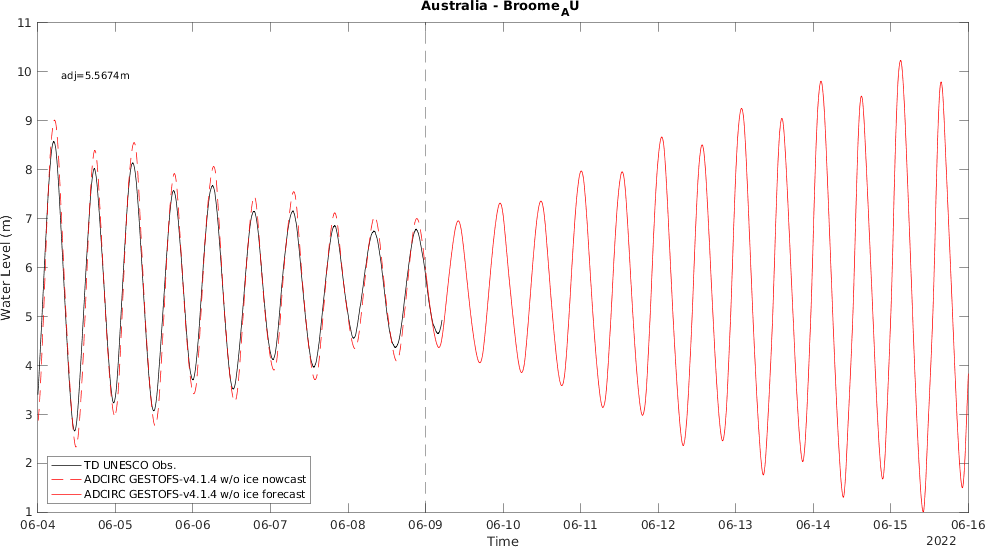 Australia - Broome_AU
11
10
9
8
7
6
5
4
3
2
1
Water Level (m)
adj=5.5674m
TD UNESCO Obs.
ADCIRC GESTOFS-v4.1.4 w/o ice nowcast
ADCIRC GESTOFS-v4.1.4 w/o ice forecast
06-04 06-05 06-06 06-07 06-08 06-09 06-10 06-11 06-12 06-13 06-14 06-15 06-16
Time
2022